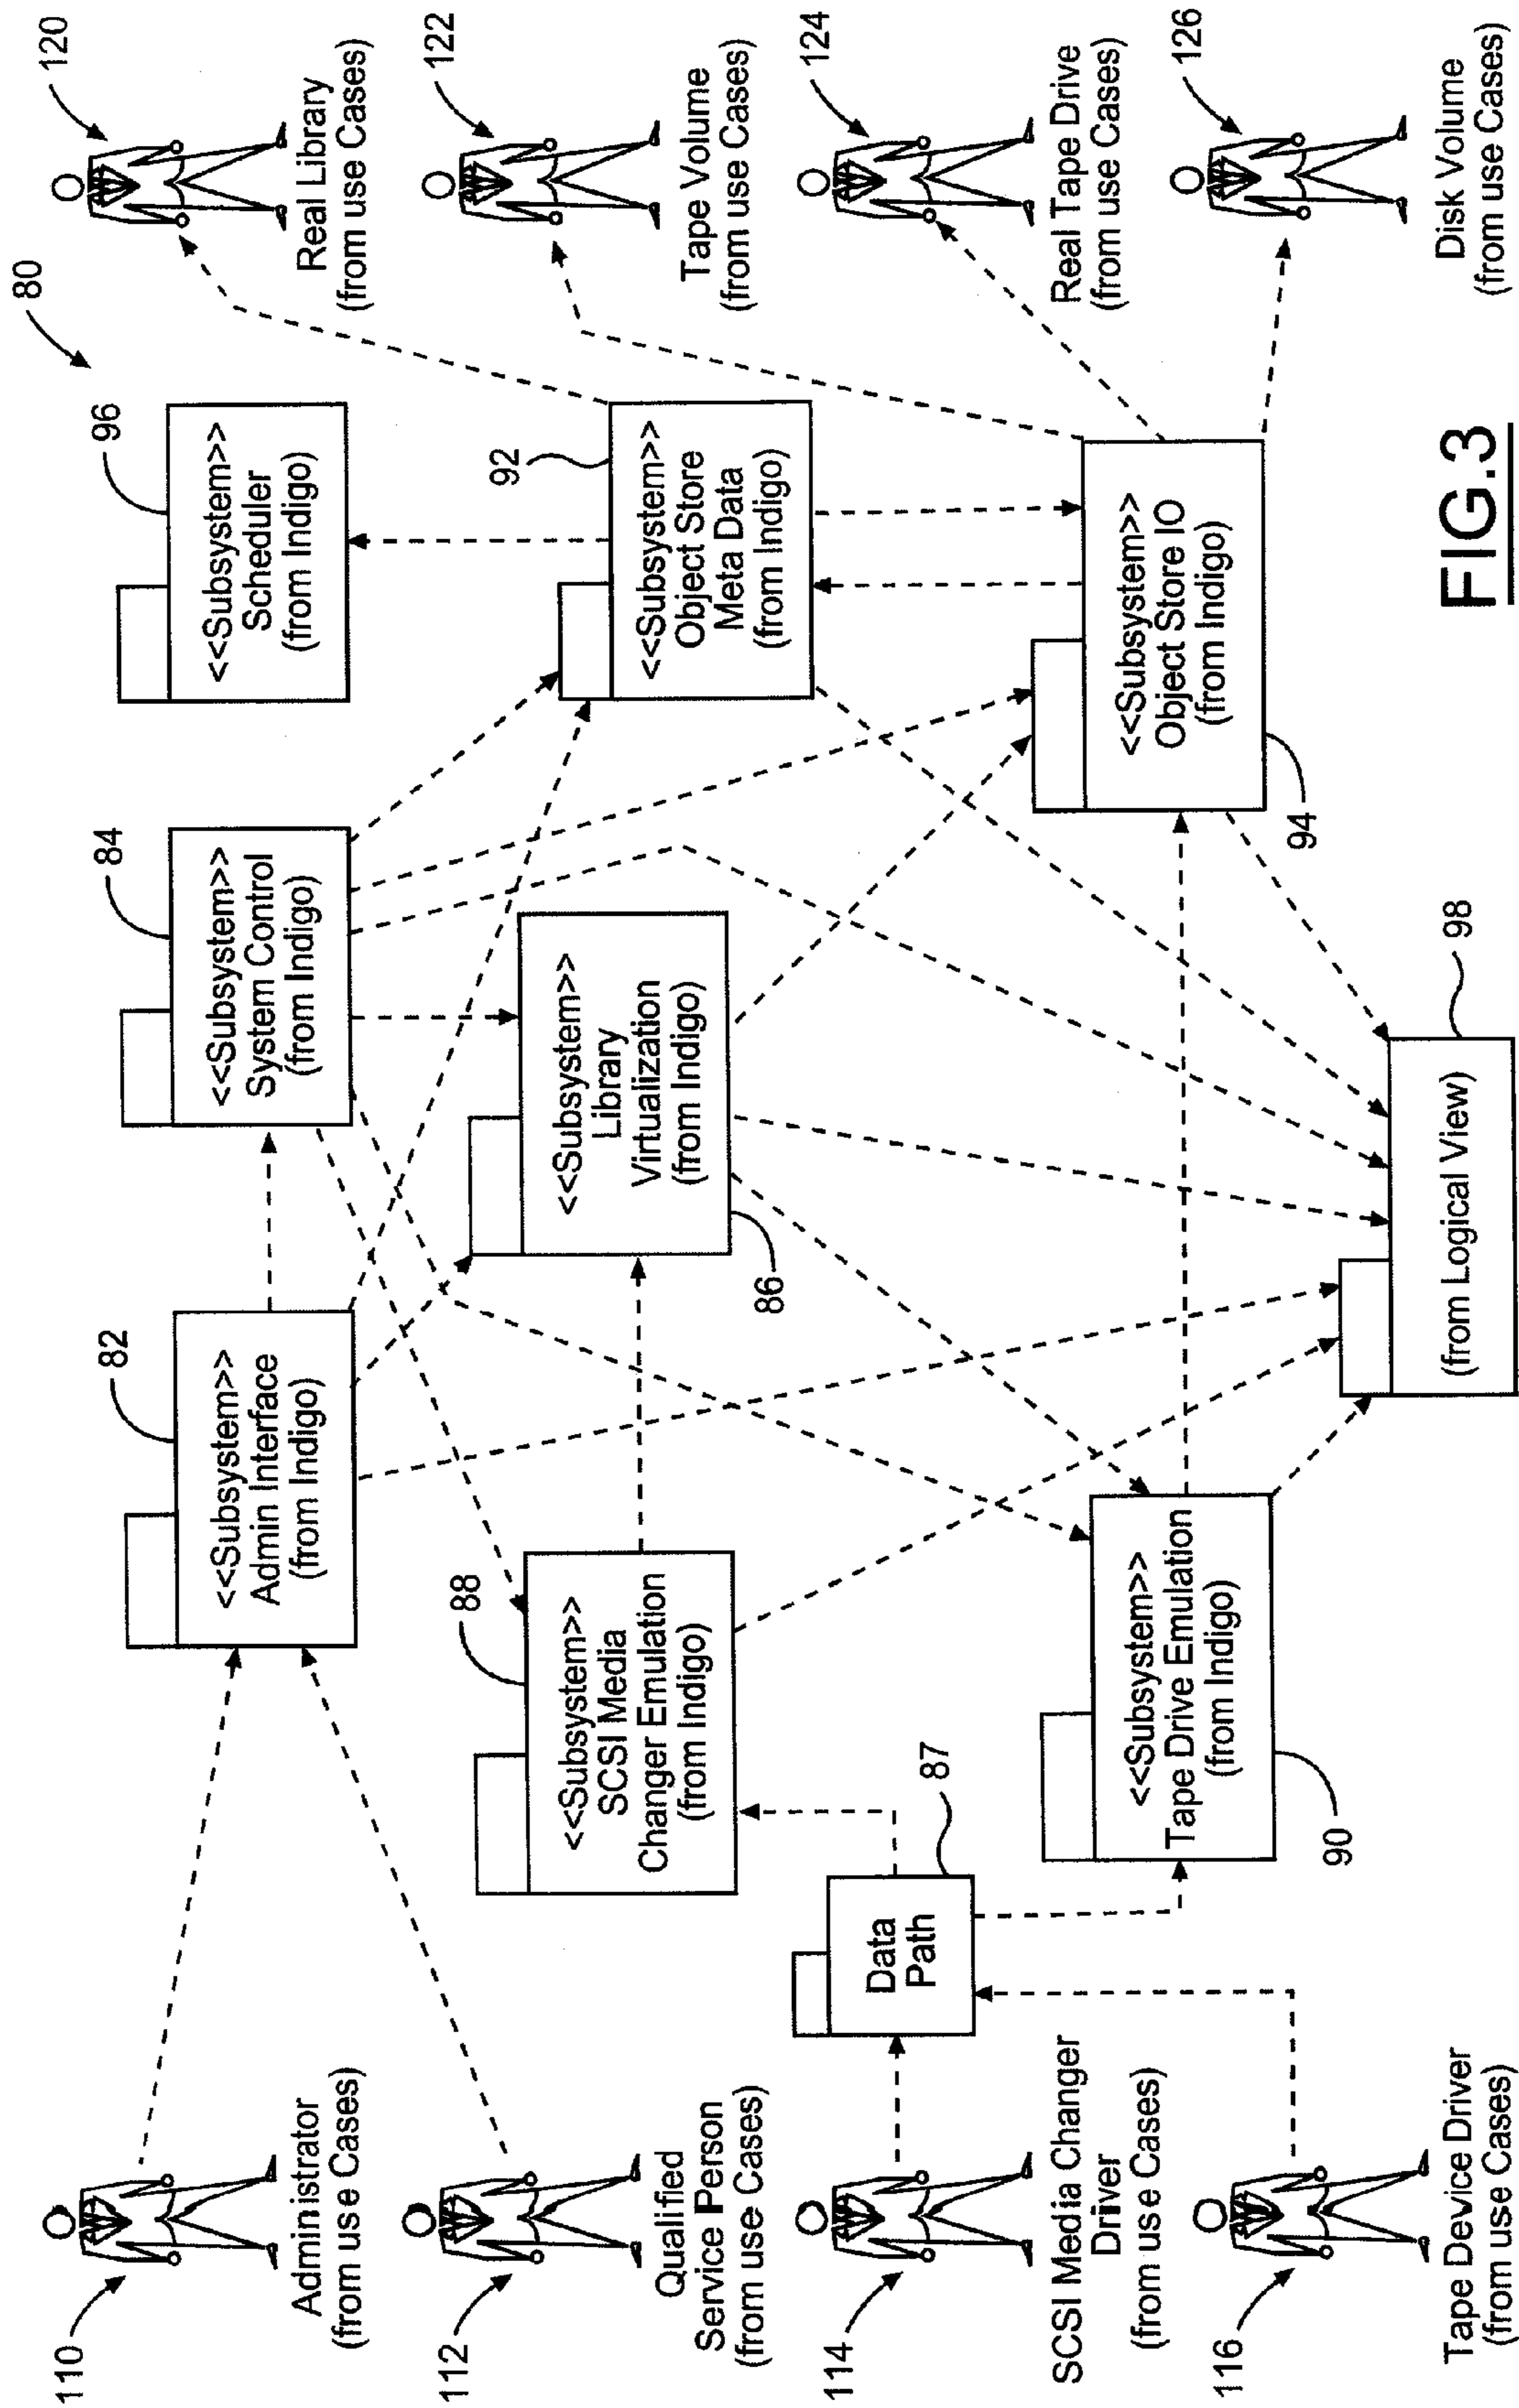 80
110
Administrator
(from use Cases)
112
Qualified
Service Person
(from use Cases)
114
SCSI Media Changer
Driver
(from use Cases)
116
Tape Device Driver
(from use Cases)
82
<<Subsystem>>
Admin Interface
(from Indigo)
84
<<Subsystem>>
System Control
(from Indigo)
96
<<Subsystem>>
Scheduler
(from Indigo)
88
<<Subsystem>>
SCSI Media
Changer Emulation
(from Indigo)
86
<<Subsystem>>
Library
Virtualization
(from Indigo)
92
<<Subsystem>>
Object Store
Meta Data
(from Indigo)
87
Data
Path
90
<<Subsystem>>
Tape Drive Emulation
(from Indigo)
94
<<Subsystem>>
Object Store IO
(from Indigo)
98
(from Logical View)
120
Real Library
(from use Cases)
122
Tape Volume
(from use Cases)
124
Real Tape Drive
(from use Cases)
126
Disk Volume
(from use Cases)
FIG.3